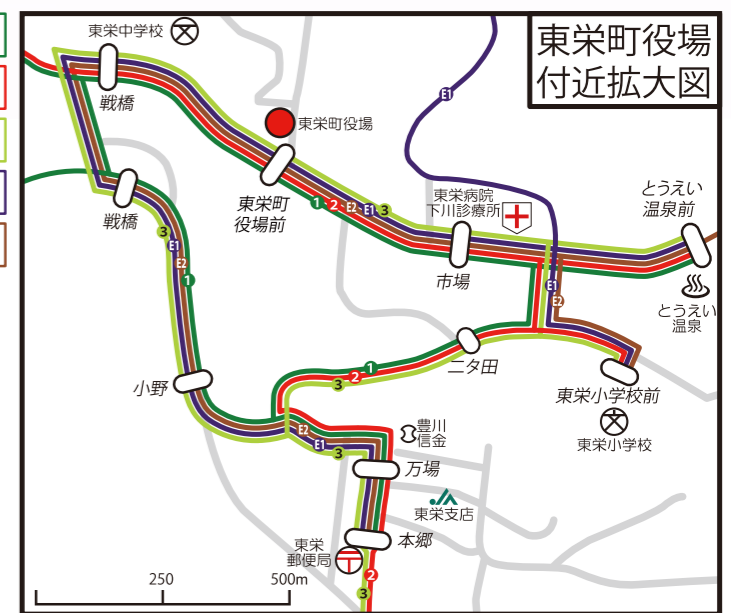 東栄町役場
付近拡大図
東栄中学校
戦橋
東栄町役場
東栄町
役場前
1 2 E2 E1 3
E1
東栄病院
下川診療所
とうえい
温泉前
市場
とうえい
温泉
戦橋
3
E1
E2
1
E1
E2
二タ田
東栄小学校前
東栄小学校
小野
1
2
3
E2
E1
3
豊川
信金
万場
東栄支店
本郷
東栄
郵便局
2
3
250
500m